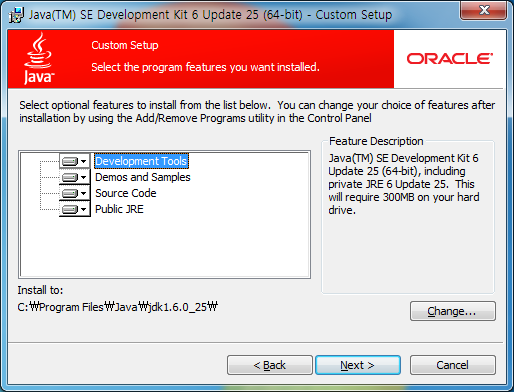 Java(TM) SE Development Kit 6 Update 25 (64-bit) - Custom Setup
Java™
Custom Setup
Select the program features you want installed.
ORACLE®
Select optional features to install from the list below.  You can change your choice of features after
installation by using the Add/Remove Programs utility in the Control Panel
Development Tools
Demos and Samples
Source Code
Public JRE
Feature Description
Java(TM) SE Development Kit 6
Update 25 (64-bit), including
private JRE 6 Update 25.  This
will require 300MB on your hard
drive.
Install to:
C:₩Program Files₩Java₩jdk1.6.0_25₩
Change...
< Back
Next >
Cancel